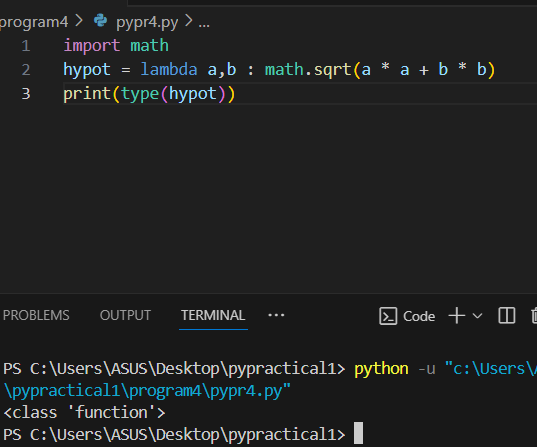 program4 > pypr4.py > ...
1 import math
2 hypot = lambda a,b : math.sqrt(a * a + b * b)
3 print(type(hypot))
PROBLEMS OUTPUT TERMINAL ... Code
PS C:\Users\ASUS\Desktop\pypractical1> python -u "c:\Users\
\pypractical1\program4\pypr4.py"
<class 'function'>
PS C:\Users\ASUS\Desktop\pypractical1>